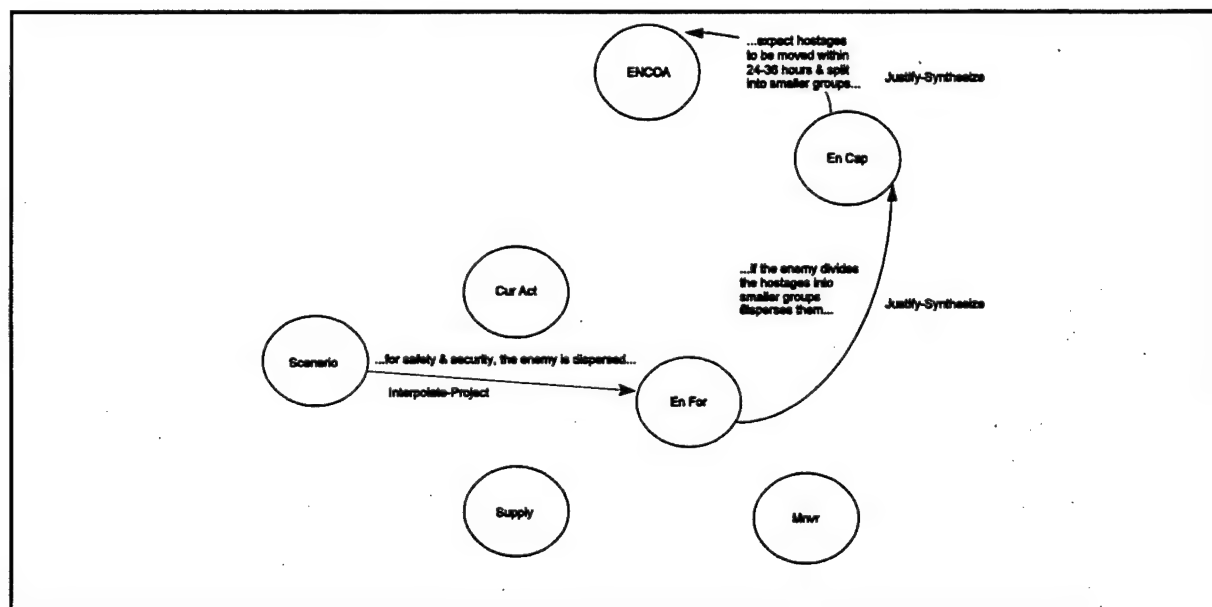 ENCOA
...expect hostages
to be moved within
24-36 hours & split
into smaller groups...
Justify-Synthesize
En Cap
...if the enemy divides
the hostages into
smaller groups
&disperses them...
Justify-Synthesize
Cur Act
Scenario
...for safety & security, the enemy is dispersed...
Interpolate-Project
En For
Supply
Mnvr